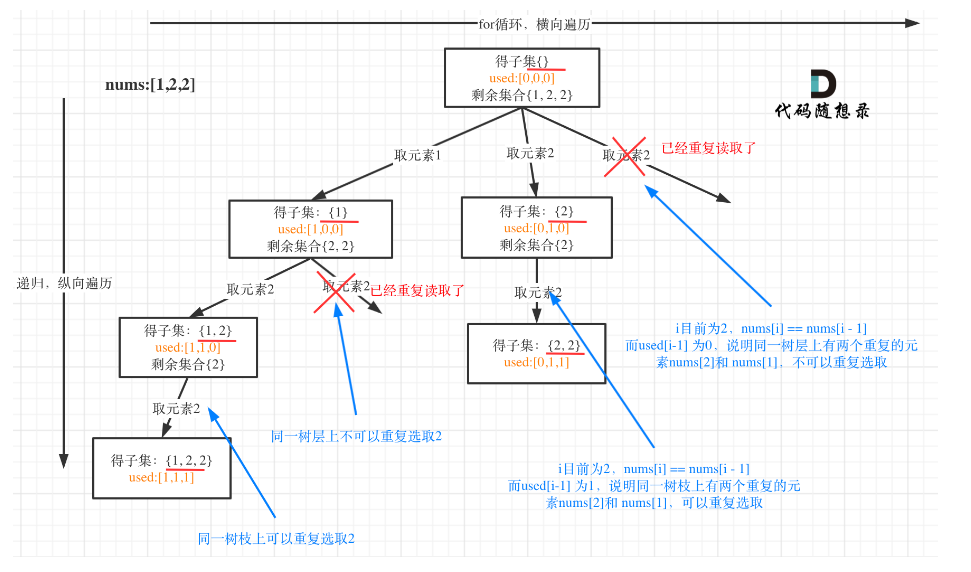 for循环，横向遍历
nums:[1,2,2]
得子集{}
used:[0,0,0]
剩余集合{1, 2, 2}
代码随想录
取元素1
取元素2
取元素2
已经重复读取了
得子集：{1}
used:[1,0,0]
剩余集合{2, 2}
得子集：{2}
used:[0,1,0]
剩余集合{2}
递归，纵向遍历
取元素2
取元素2
已经重复读取了
取元素2
得子集：{1, 2}
used:[1,1,0]
剩余集合{2}
得子集：{2, 2}
used:[0,1,1]
i目前为2，nums[i] == nums[i - 1]
而used[i-1] 为0，说明同一树层上有两个重复的元
素nums[2]和 nums[1]，不可以重复选取
取元素2
同一树层上不可以重复选取2
得子集：{1, 2, 2}
used:[1,1,1]
i目前为2，nums[i] == nums[i - 1]
而used[i-1] 为1，说明同一树枝上有两个重复的元
素nums[2]和 nums[1]，可以重复选取
同一树枝上可以重复选取2